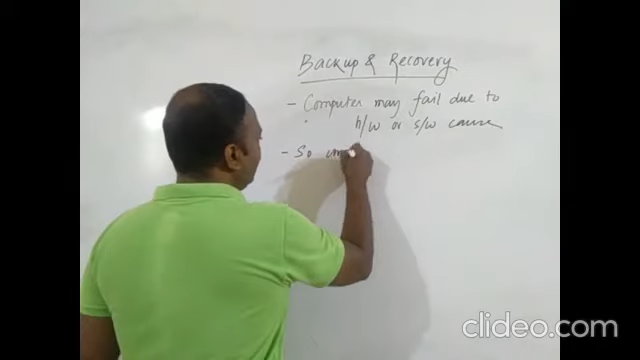 Backup & Recovery
- Computer may fail due to
h/w or s/w cause
- So
clideo.com